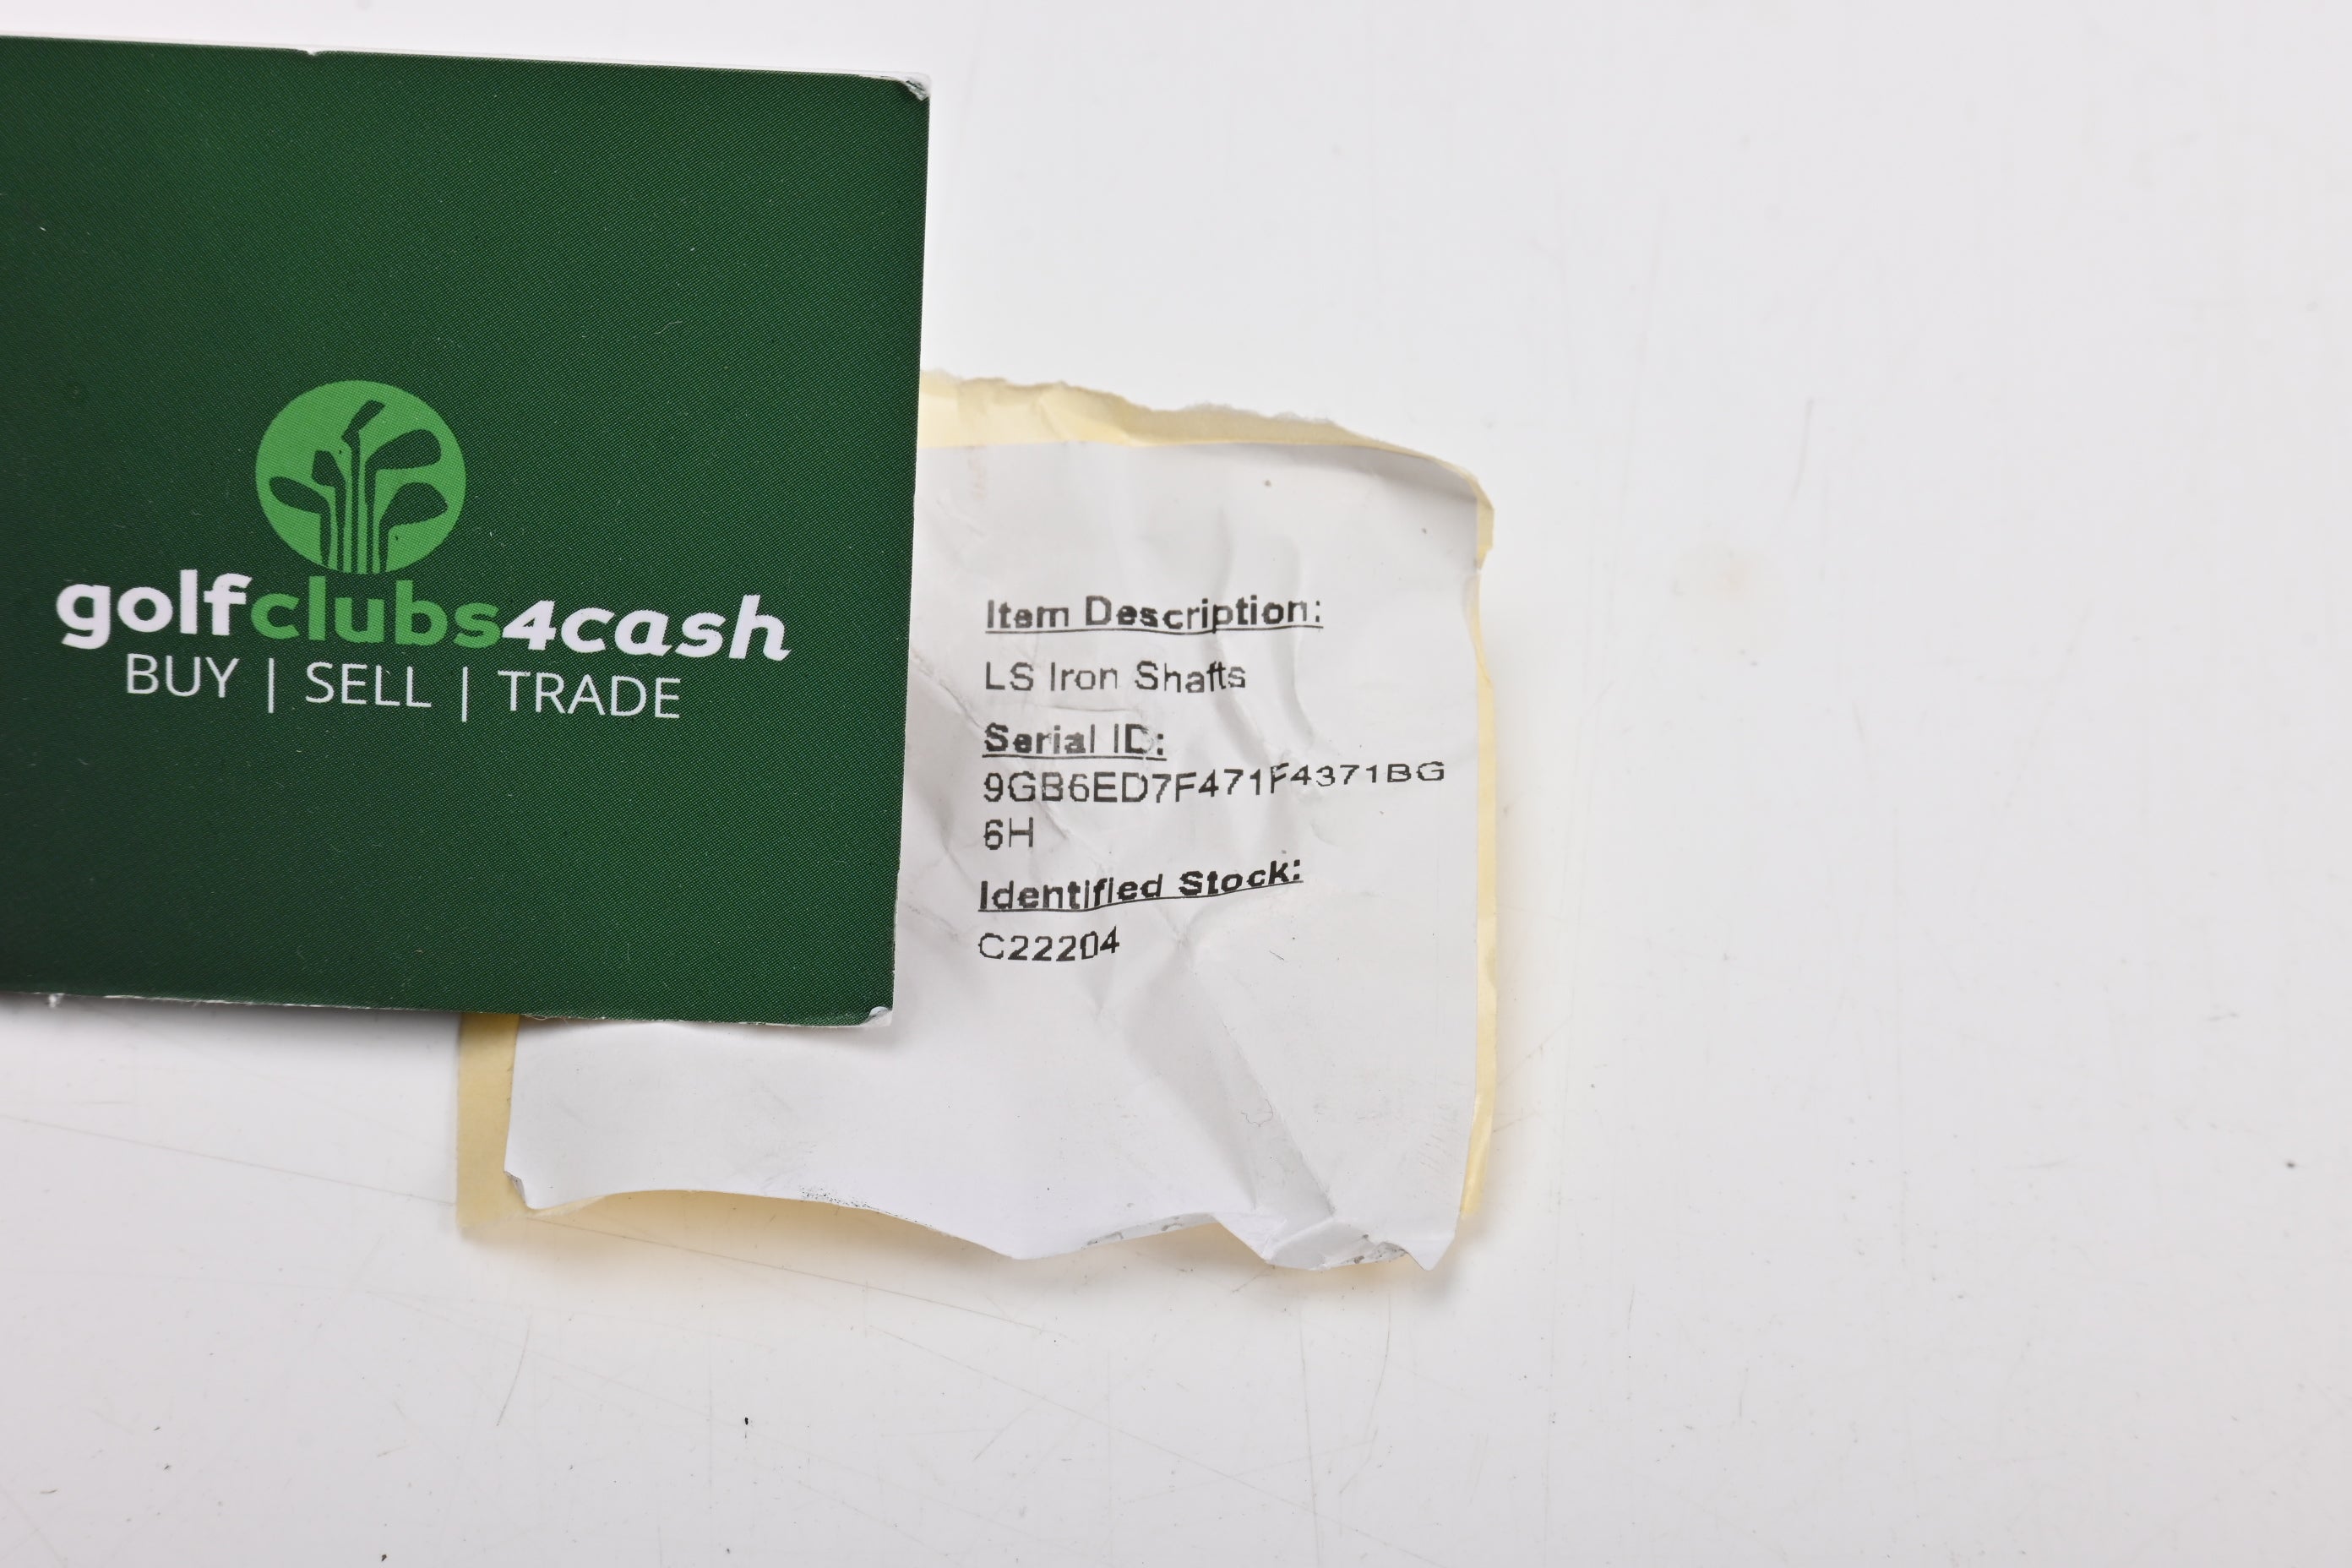 golfclubs4cash
BUY | SELL | TRADE
Item Description:
LS Iron Shafts
Serial ID:
9GB6ED7F471F4371BG
6H
Identified Stock:
C22204